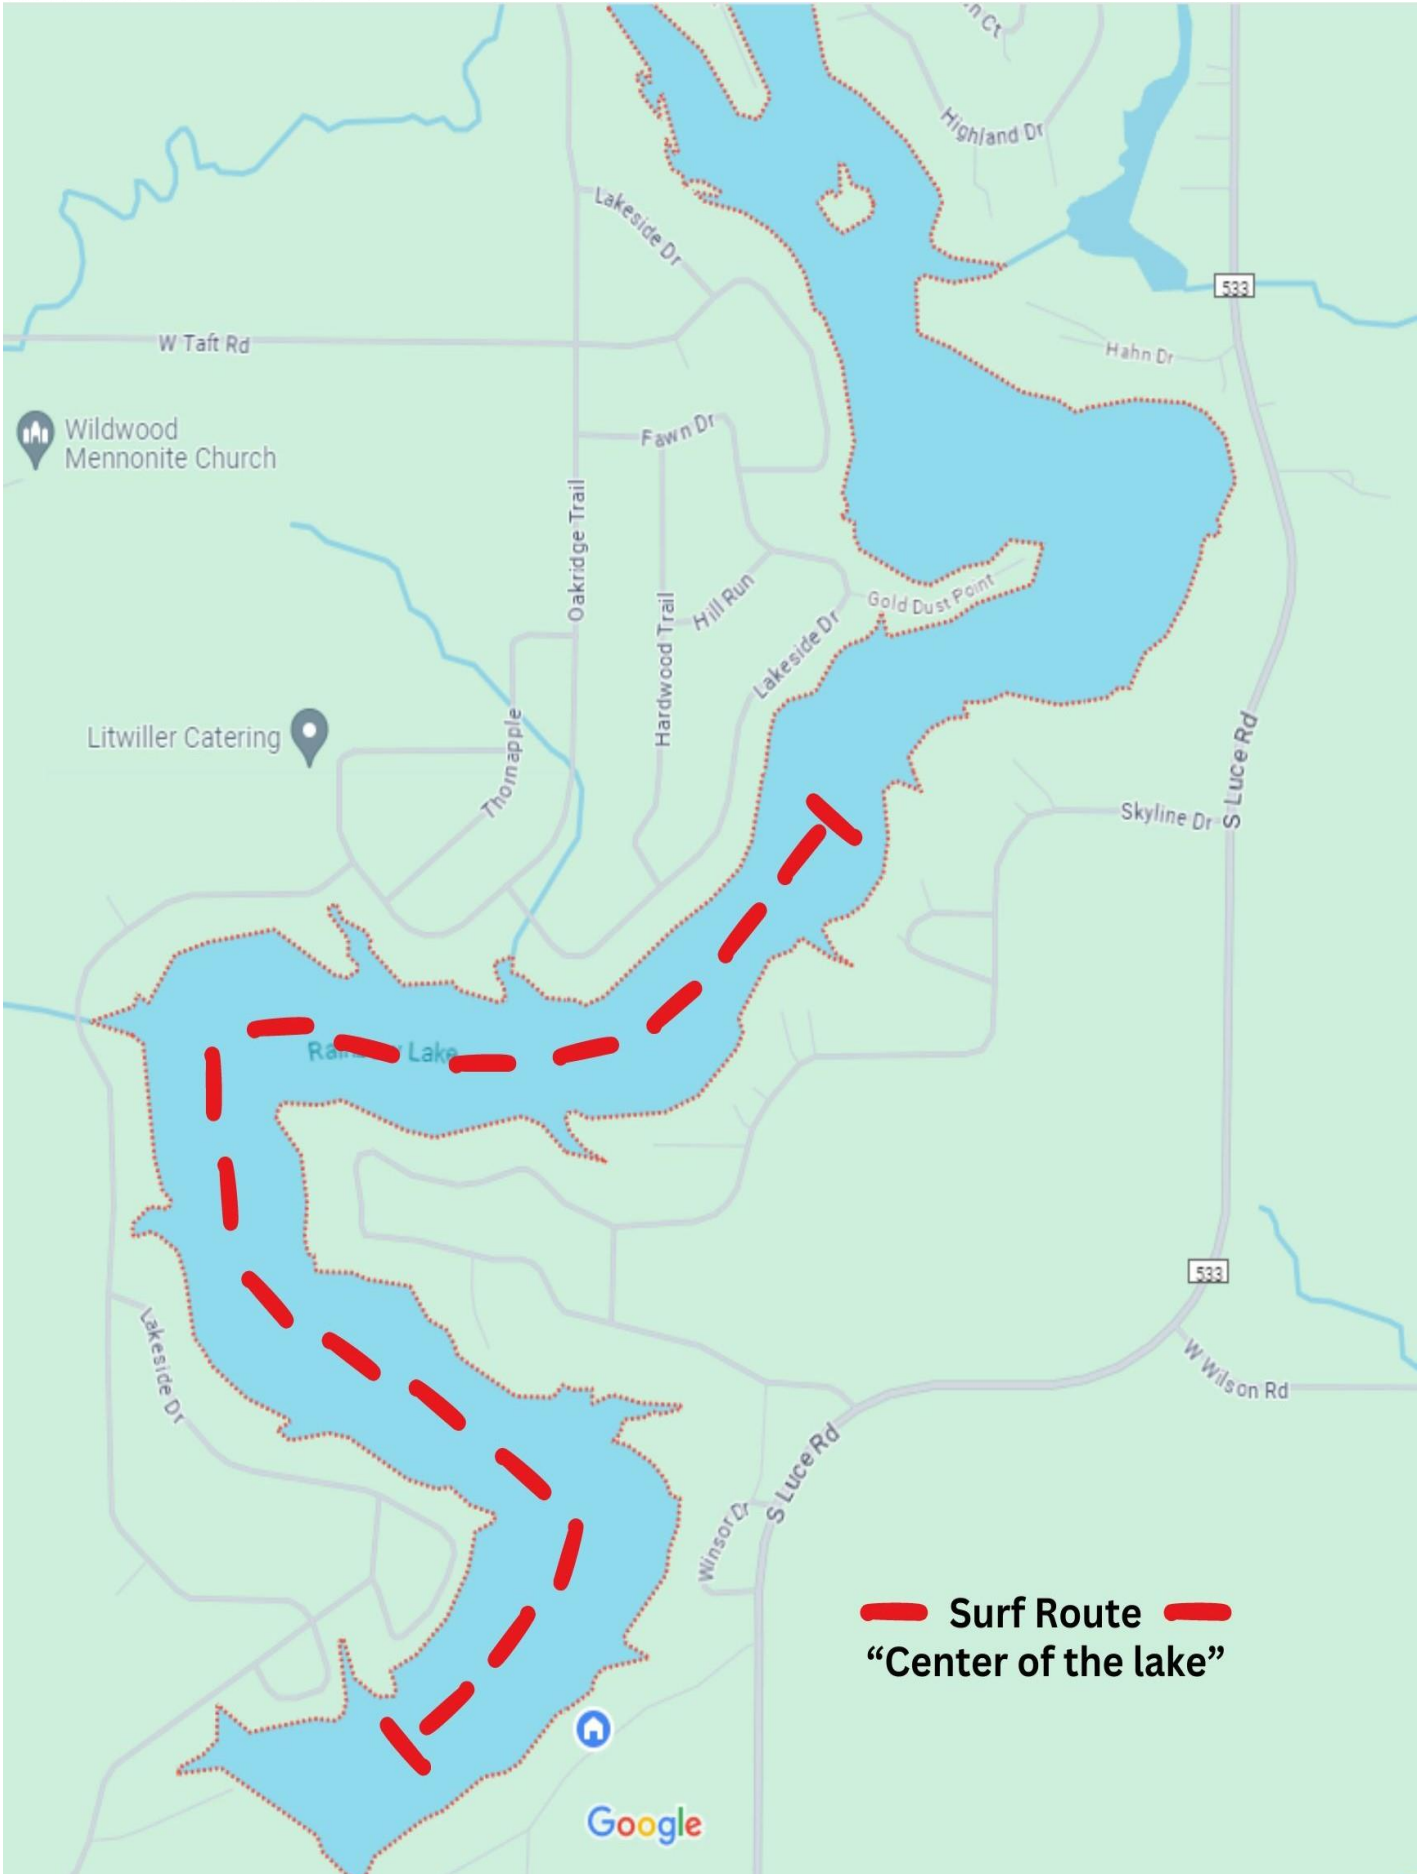 n Ct
Highland Dr
Lakeside Dr
533
W Taft Rd
Hahn Dr
Wildwood
Mennonite Church
Fawn Dr
Oakridge Trail
Hill Run
Gold Dust Point
Hardwood Trail
Lakeside Dr
Litwiller Catering
Thornapple
S Luce Rd
Skyline Dr
Lake
533
Lakeside Dr
W Wilson Rd
S Luce Rd
Winsor Dr
Surf Route
“Center of the lake”
Google